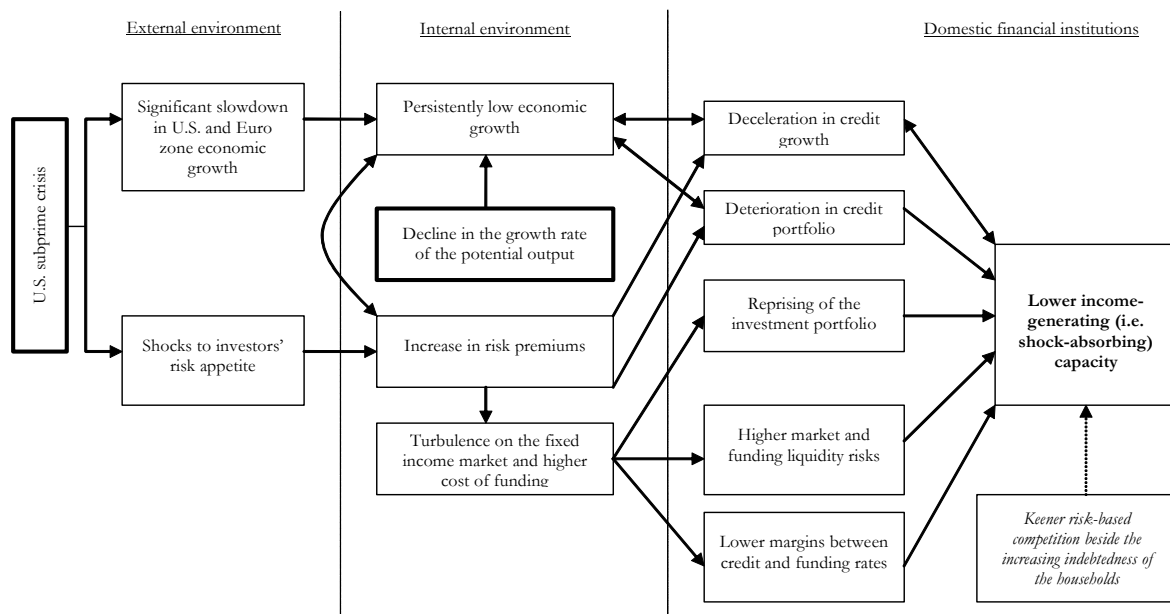 External environment
Internal environment
Domestic financial institutions
U.S. subprime crisis
Significant slowdown
in U.S. and Euro
zone economic
growth
Shocks to investors'
risk appetite
Persistently low economic
growth
Decline in the growth rate
of the potential output
Increase in risk premiums
Turbulence on the fixed
income market and higher
cost of funding
Deceleration in credit
growth
Deterioration in credit
portfolio
Reprising of the
investment portfolio
Higher market and
funding liquidity risks
Lower margins between
credit and funding rates
Lower income-
generating (i.e.
shock-absorbing)
capacity
Keener risk-based
competition beside the
increasing indebtedness of
the households